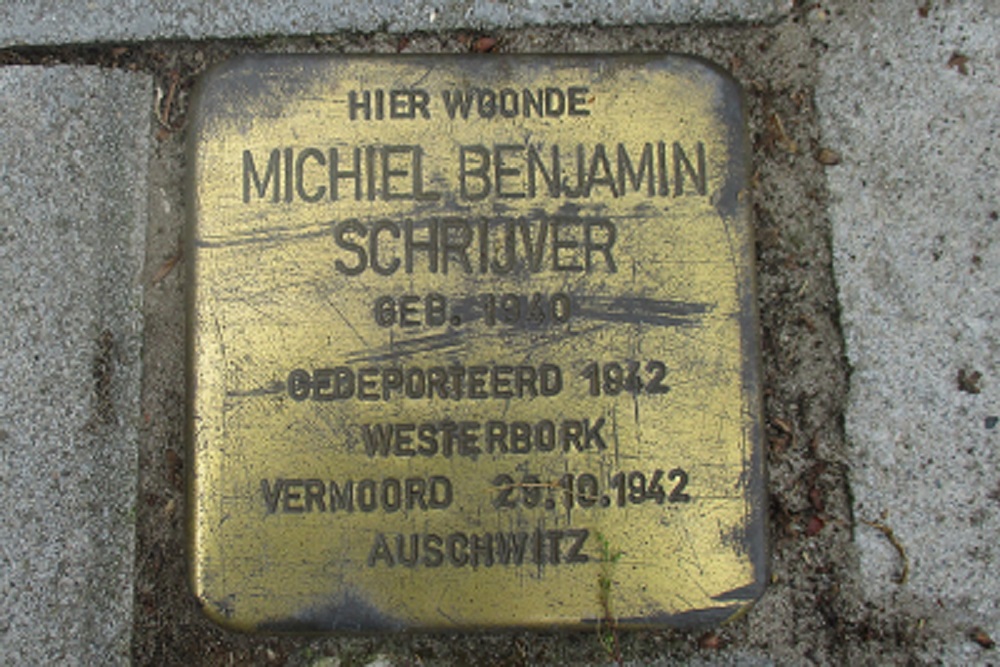 HIER WOONDE
MICHIEL BENJAMIN
SCHRIJVER
GEB. 1940
GEDEPORTEERD 1942
WESTERBORK
VERMOORD 29.10.1942
AUSCHWITZ